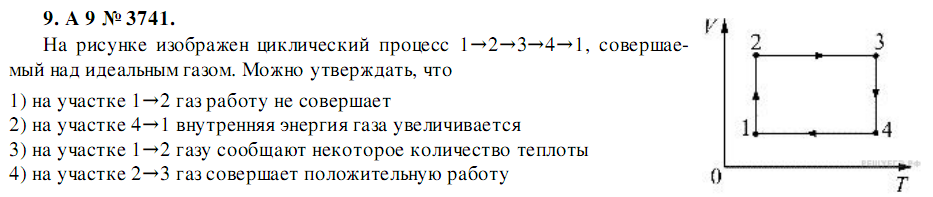 9. А 9 № 3741.
На рисунке изображен циклический процесс 1→2→3→4→1, совершае-
мый над идеальным газом. Можно утверждать, что
1) на участке 1→2 газ работу не совершает
2) на участке 4→1 внутренняя энергия газа увеличивается
3) на участке 1→2 газу сообщают некоторое количество теплоты
4) на участке 2→3 газ совершает положительную работу
V
2
3
1
4
РЕШУЕГЭ.РФ
0
T